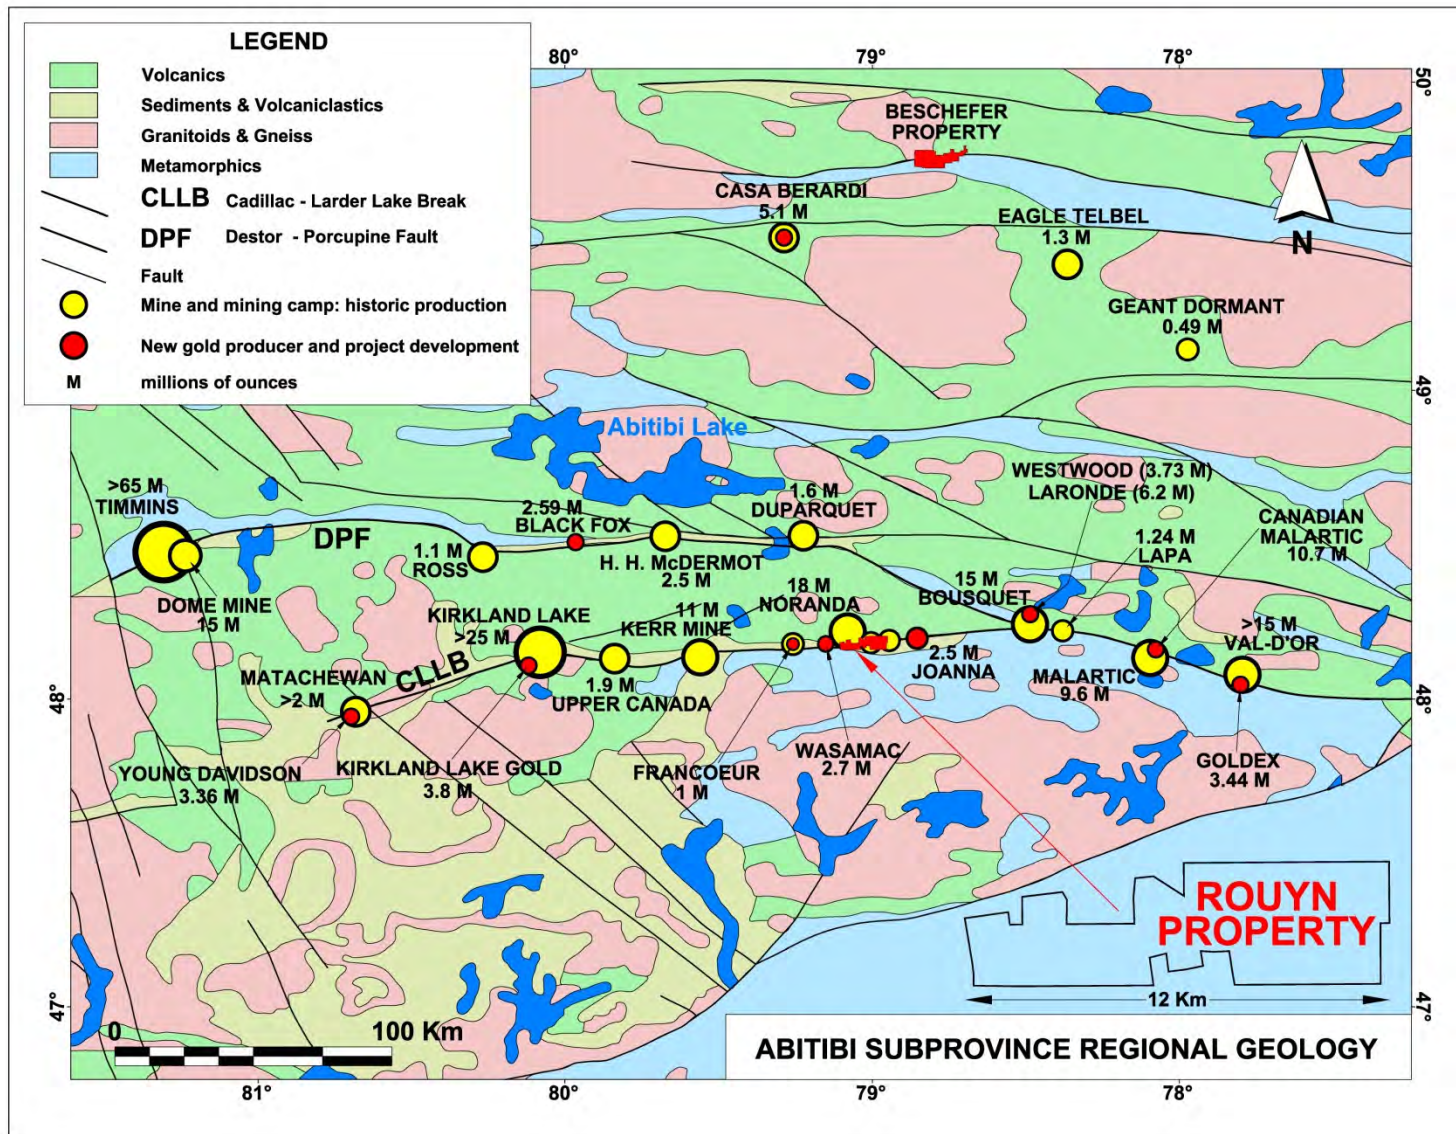 LEGEND
Volcanics
Sediments & Volcaniclastics
Granitoids & Gneiss
Metamorphics
CLLB Cadillac - Larder Lake Break
DPF Destor - Porcupine Fault
Fault
Mine and mining camp: historic production
New gold producer and project development
M millions of ounces
80° 79° 78°
50°
49°
48°
47°
BESCHEFER
PROPERTY
CASA BERARDI
5.1 M
EAGLE TELBEL
1.3 M
GEANT DORMANT
0.49 M
N
Abitibi Lake
>65 M
TIMMINS
DPF
DOME MINE
15 M
1.1 M
ROSS
2.59 M
BLACK FOX
H. H. McDERMOT
2.5 M
1.6 M
DUPARQUET
WESTWOOD (3.73 M)
LARONDE (6.2 M)
CANADIAN
MALARTIC
10.7 M
1.24 M
LAPA
15 M
BOUSQUET
18 M
NORANDA
11 M
KERR MINE
KIRKLAND LAKE
>25 M
CLLB
MATACHEWAN
>2 M
1.9 M
UPPER CANADA
2.5 M
JOANNA
MALARTIC
9.6 M
>15 M
VAL-D'OR
YOUNG DAVIDSON
3.36 M
KIRKLAND LAKE GOLD
3.8 M
FRANCOEUR
1 M
WASAMAC
2.7 M
GOLDEX
3.44 M
ROUYN
PROPERTY
12 Km
48°
47°
0 100 Km
ABITIBI SUBPROVINCE REGIONAL GEOLOGY
81° 80° 79° 78°